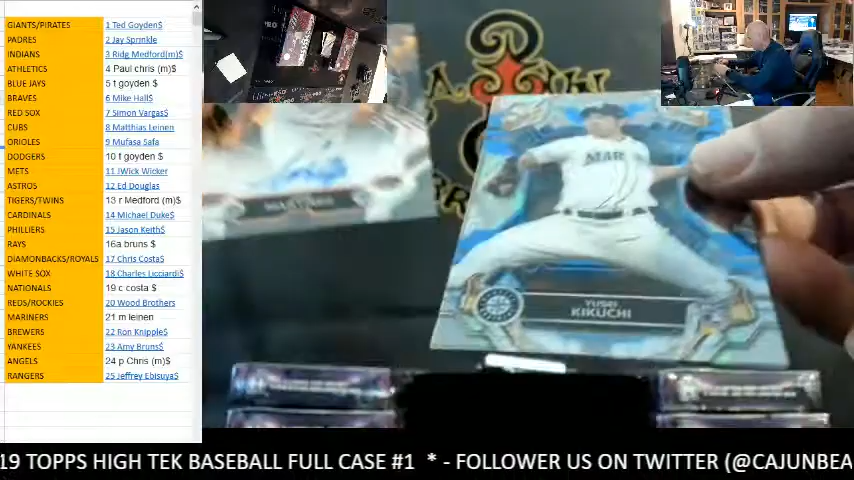 GIANTS/PIRATES 1 Ted Goyden$
PADRES 2 Jay Sprinkle
INDIANS 3 Ridg Medford(m)$
ATHLETICS 4 Paul chris (m)$
BLUE JAYS 5 t goyden $
BRAVES 6 Mike Hall$
RED SOX 7 Simon Vargas$
CUBS 8 Matthias Leinen
ORIOLES 9 Mufasa Safa
DODGERS 10 t goyden $
METS 11 JWick Wicker
ASTROS 12 Ed Douglas
TIGERS/TWINS 13 r Medford (m)$
CARDINALS 14 Michael Duke$
PHILLIERS 15 Jason Keith$
RAYS 16a bruns $
DIAMONBACKS/ROYALS 17 Chris Costa$
WHITE SOX 18 Charles Licciardi$
NATIONALS 19 c costa $
REDS/ROCKIES 20 Wood Brothers
MARINERS 21 m leinen
BREWERS 22 Ron Knipple$
YANKEES 23 Amy Bruns$
ANGELS 24 p Chris (m)$
RANGERS 25 Jeffrey Ebisuya$
MAR
YUSEI
KIKUCHI
19 TOPPS HIGH TEK BASEBALL FULL CASE #1 * - FOLLOWER US ON TWITTER (@CAJUNBEA